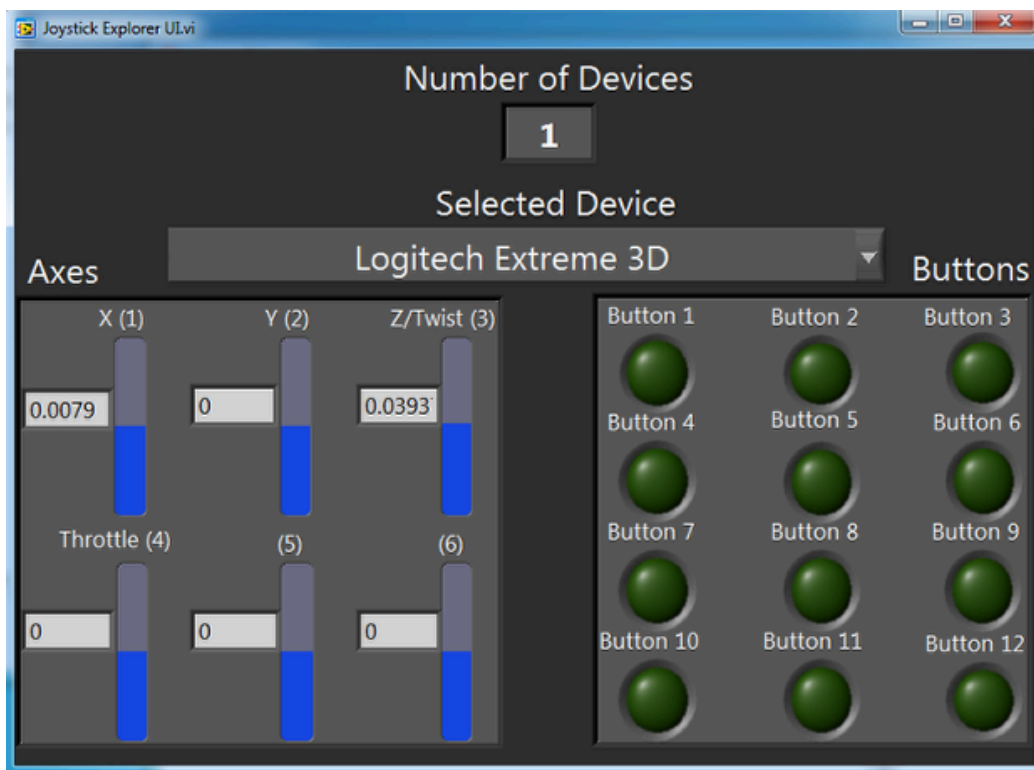 Joystick Explorer UI.vi
Number of Devices
1
Selected Device
Logitech Extreme 3D
Axes
Buttons
X (1) Y (2) Z/Twist (3)
0.0079 0 0.0393
Throttle (4) (5) (6)
0 0 0
Button 1 Button 2 Button 3
Button 4 Button 5 Button 6
Button 7 Button 8 Button 9
Button 10 Button 11 Button 12